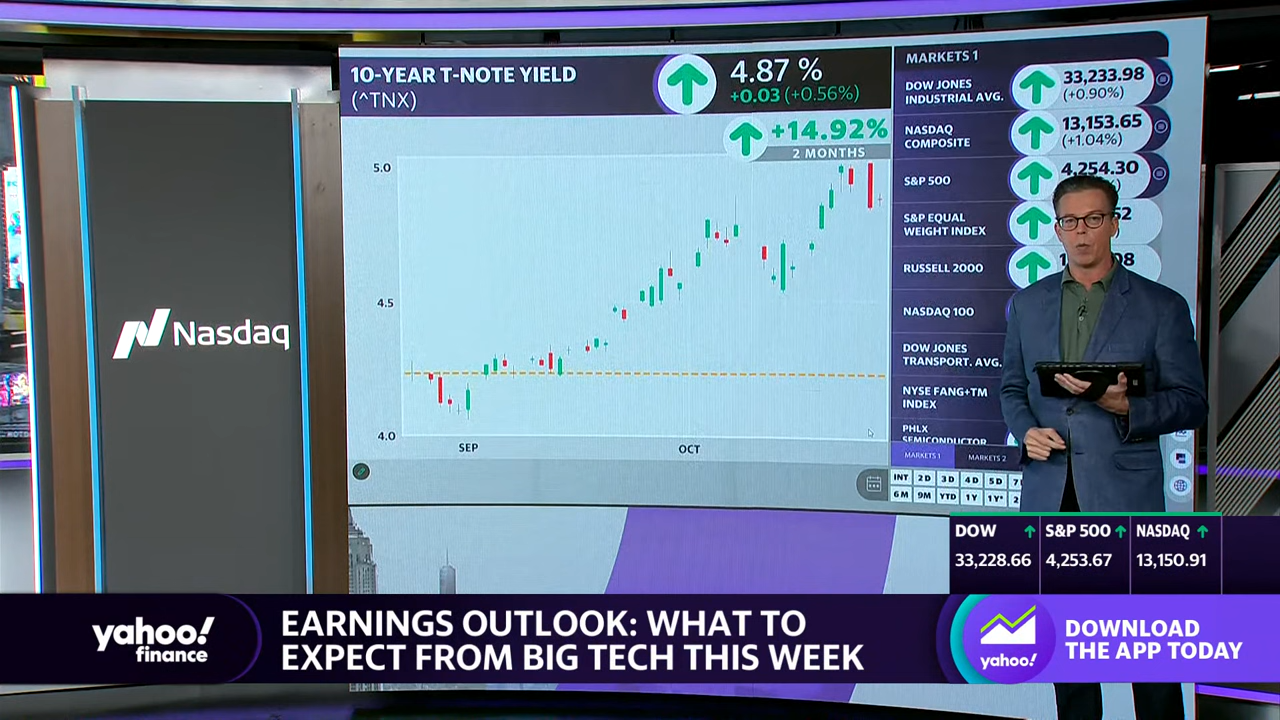 10-YEAR T-NOTE YIELD
(^TNX)
4.87 %
+0.03 (+0.56%)
+14.92%
2 MONTHS
5.0
4.5
4.0
SEP
OCT
MARKETS 1
DOW JONES
INDUSTRIAL AVG.
33,233.98
(+0.90%)
NASDAQ
COMPOSITE
13,153.65
(+1.04%)
S&P 500
4,254.30
S&P EQUAL
WEIGHT INDEX
RUSSELL 2000
NASDAQ 100
DOW JONES
TRANSPORT. AVG.
NYSE FANG+TM
INDEX
PHLX
SEMICONDUCTOR
MARKETS 1 MARKETS 2
INT 2D 3D 4D 5D
6M 9M YTD 1Y 1Y*
Nasdaq
DOW S&P 500 NASDAQ
33,228.66 4,253.67 13,150.91
yahoo!
finance
EARNINGS OUTLOOK: WHAT TO
EXPECT FROM BIG TECH THIS WEEK
yahoo!
DOWNLOAD
THE APP TODAY